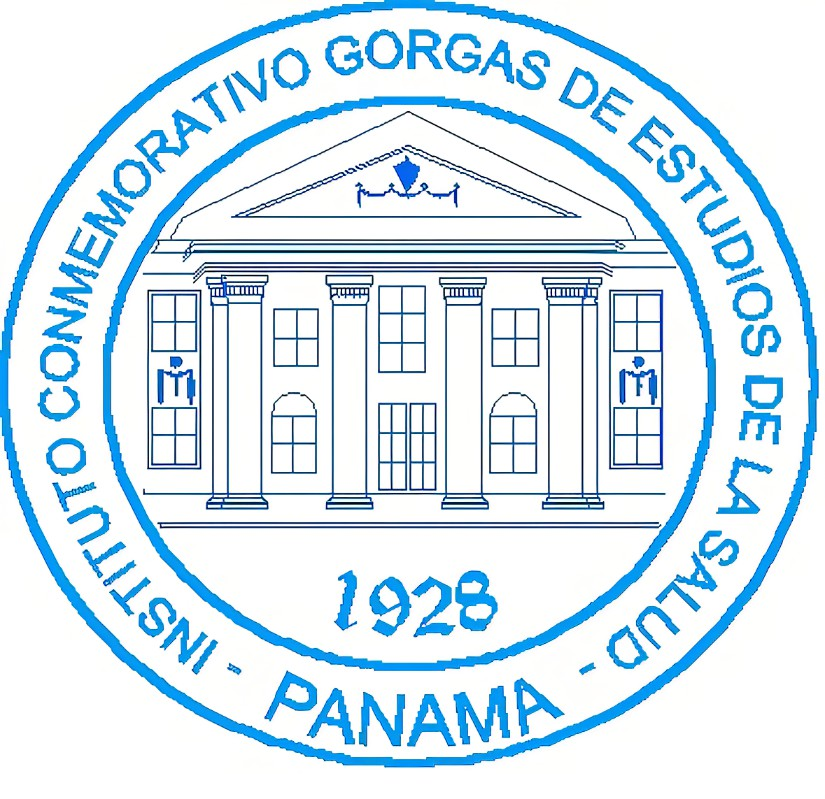 INSTITUTO CONMEMORATIVO GORGAS DE ESTUDIOS DE LA SALUD
- PANAMA -
1928